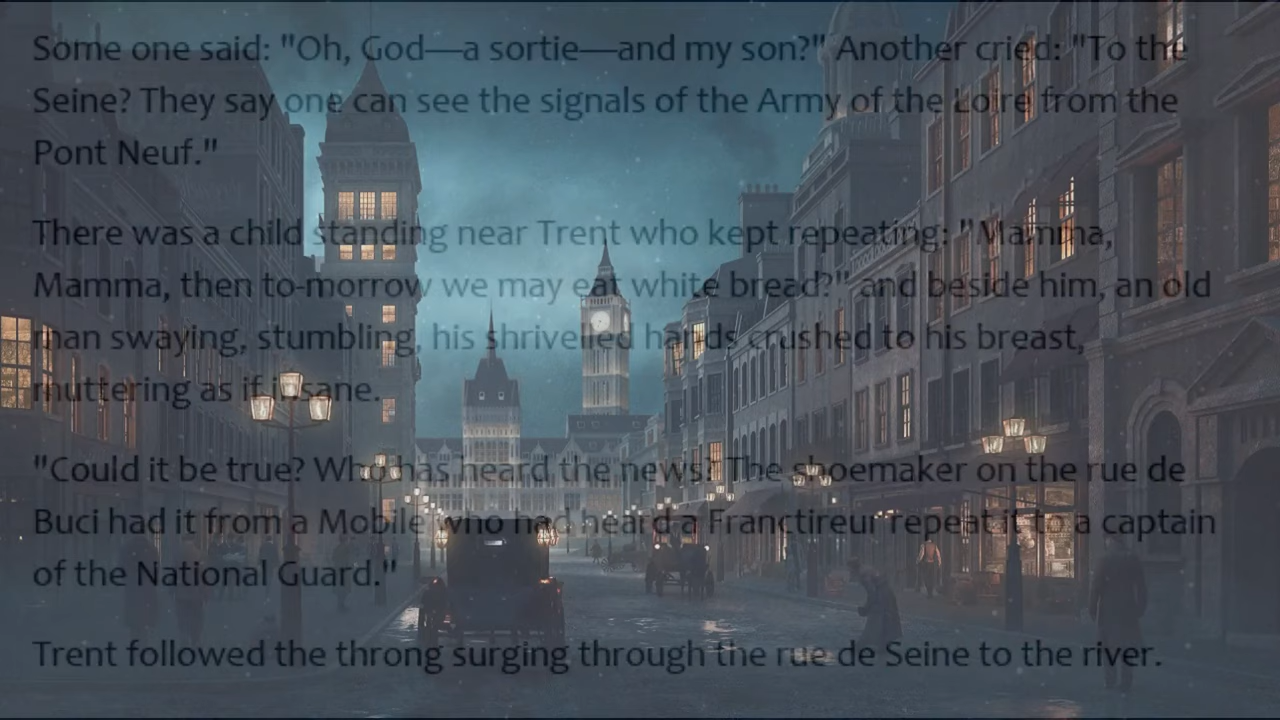 Some one said: "Oh, God—a sortie—and my son?" Another cried: "To the
Seine? They say one can see the signals of the Army of the Loire from the
Pont Neuf."
There was a child standing near Trent who kept repeating: "Mamma,
Mamma, then to-morrow we may eat white bread?" and beside him, an old
man swaying, stumbling, his shriveled hands crushed to his breast,
muttering as if insane.
"Could it be true? Who has heard the news? The shoemaker on the rue de
Buci had it from a Mobile who had heard a Franctireur repeat it to a captain
of the National Guard."
Trent followed the throng surging through the rue de Seine to the river.